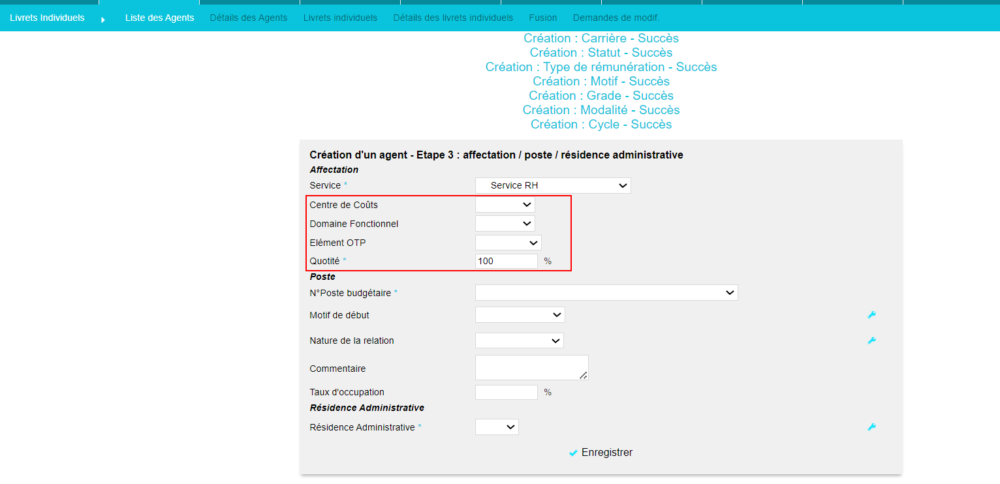 Livrets Individuels Liste des Agents Détails des Agents Livrets individuels Détails des livrets individuels Fusion Demandes de modif.
Création : Carrière - Succès
Création : Statut - Succès
Création : Type de rémunération - Succès
Création : Motif - Succès
Création : Grade - Succès
Création : Modalité - Succès
Création : Cycle - Succès
Création d'un agent - Etape 3 : affectation / poste / résidence administrative
Affectation
Service * Service RH
Centre de Coûts
Domaine Fonctionnel
Elément OTP
Quotité * 100 %
Poste
N°Poste budgétaire *
Motif de début
Nature de la relation
Commentaire
Taux d'occupation %
Résidence Administrative
Résidence Administrative *
Enregistrer